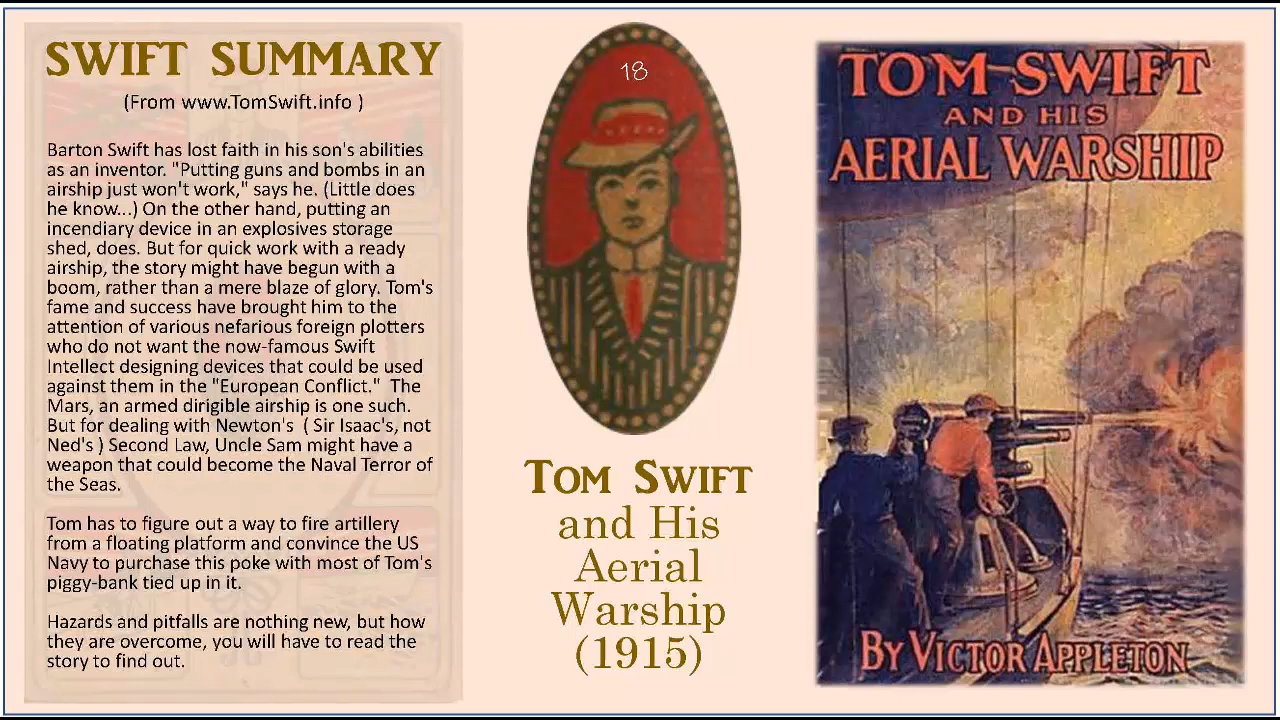 SWIFT SUMMARY
(From www.TomSwift.info )
Barton Swift has lost faith in his son's abilities
as an inventor. "Putting guns and bombs in an
airship just won't work," says he. (Little does
he know...) On the other hand, putting an
incendiary device in an explosives storage
shed, does. But for quick work with a ready
airship, the story might have begun with a
boom, rather than a mere blaze of glory. Tom's
fame and success have brought him to the
attention of various nefarious foreign plotters
who do not want the now-famous Swift
Intellect designing devices that could be used
against them in the "European Conflict." The
Mars, an armed dirigible airship is one such.
But for dealing with Newton's ( Sir Isaac's, not
Ned's ) Second Law, Uncle Sam might have a
weapon that could become the Naval Terror of
the Seas.
Tom has to figure out a way to fire artillery
from a floating platform and convince the US
Navy to purchase this poke with most of Tom's
piggy-bank tied up in it.
Hazards and pitfalls are nothing new, but how
they are overcome, you will have to read the
story to find out.
18
TOM SWIFT
and His
Aerial
Warship
(1915)
TOM SWIFT
AND HIS
AERIAL WARSHIP
BY VICTOR APPLETON